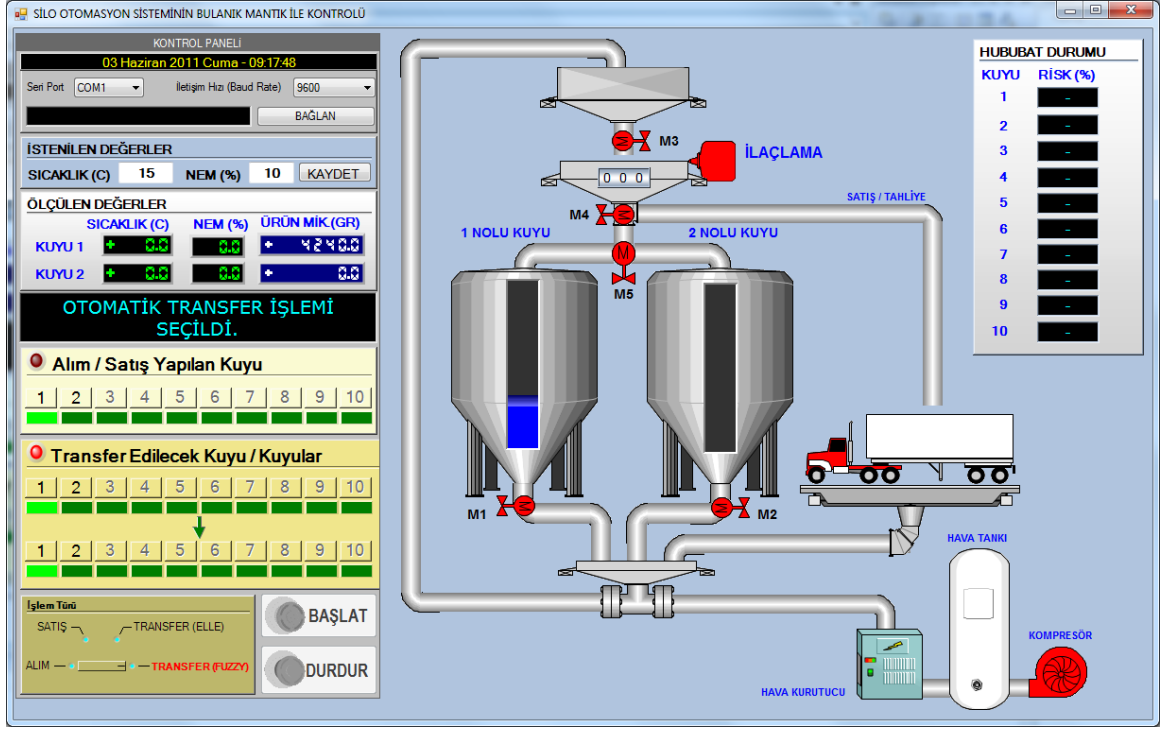 SİLO OTOMASYON SİSTEMİNİN BULANIK MANTIK İLE KONTROLÜ
KONTROL PANELİ
03 Haziran 2011 Cuma - 09:17:48
Seri Port COM1 İletişim Hızı (Baud Rate) 9600
BAĞLAN
İSTENİLEN DEĞERLER
SICAKLIK (C) 15 NEM (%) 10 KAYDET
ÖLÇÜLEN DEĞERLER
SICAKLIK (C) NEM (%) ÜRÜN MİK.(GR)
KUYU 1 + 0.0 0.0 + 4240.0
KUYU 2 + 0.0 0.0 + 0.0
OTOMATİK TRANSFER İŞLEMİ
SEÇİLDİ.
Alım / Satış Yapılan Kuyu
1 2 3 4 5 6 7 8 9 10
Transfer Edilecek Kuyu / Kuyular
1 2 3 4 5 6 7 8 9 10
1 2 3 4 5 6 7 8 9 10
İşlem Türü
SATIŞ TRANSFER (ELLE)
ALIM TRANSFER (FUZZY)
BAŞLAT
DURDUR
M3
İLAÇLAMA
0 0 0
M4
SATIŞ / TAHLİYE
1 NOLU KUYU
2 NOLU KUYU
M
M5
M1
M2
HAVA TANKI
KOMPRESÖR
HAVA KURUTUCU
HUBUBAT DURUMU
KUYU RİSK (%)
1 -
2 -
3 -
4 -
5 -
6 -
7 -
8 -
9 -
10 -